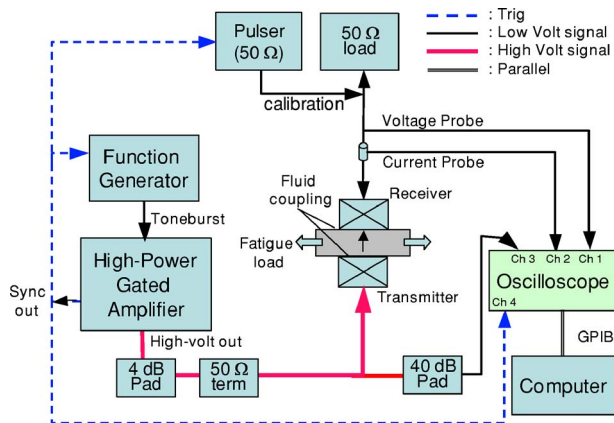 Pulser
(50 Ω)
50 Ω
load
: Trig
: Low Volt signal
: High Volt signal
: Parallel
calibration
Voltage Probe
Current Probe
Function
Generator
Fluid
coupling
Receiver
Toneburst
Fatigue
load
High-Power
Gated
Amplifier
Transmitter
Ch 3
Ch 2
Ch 1
Oscilloscope
Ch 4
Sync
out
High-volt out
GPIB
4 dB
Pad
50 Ω
term
40 dB
Pad
Computer